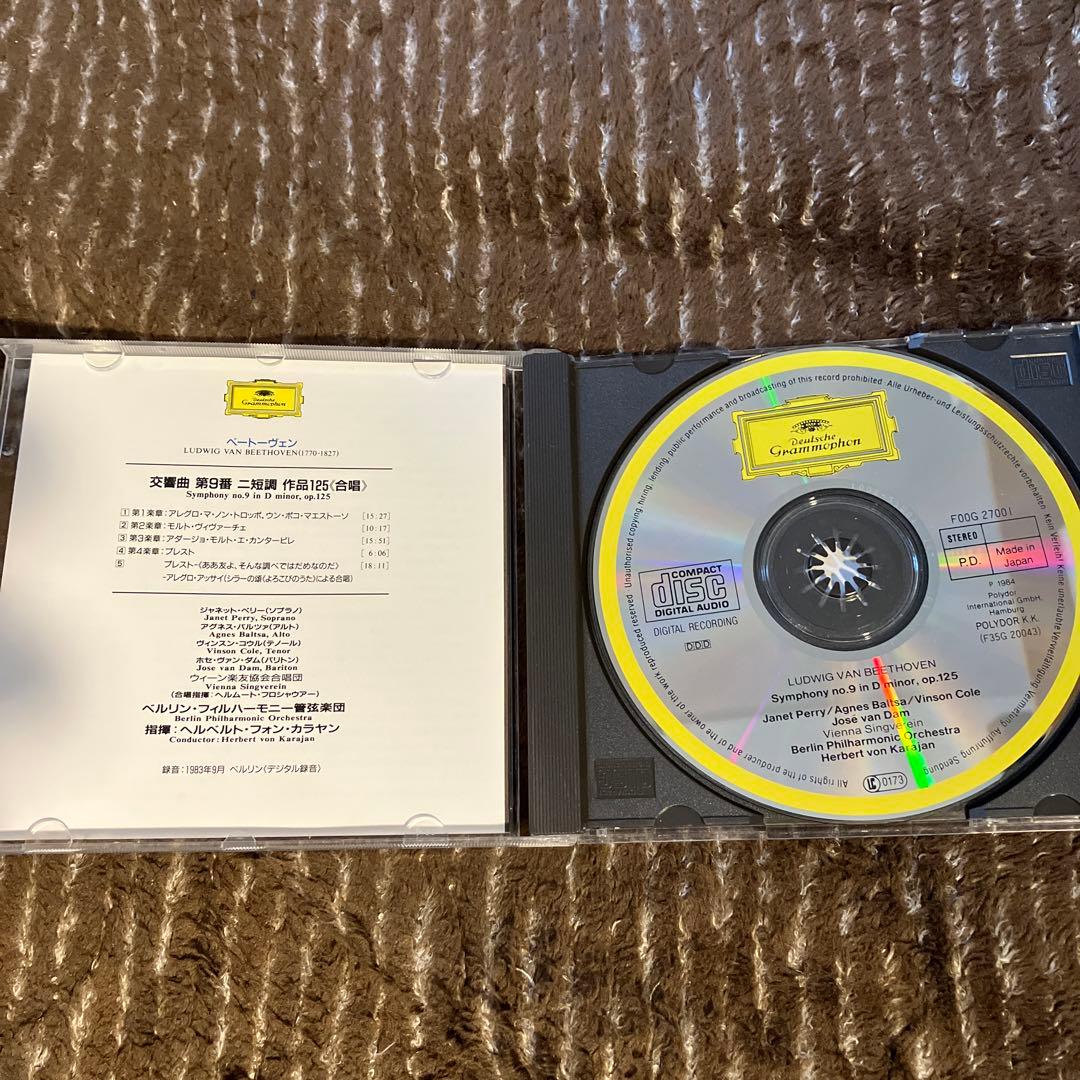 Deutsche
Grammophon
ベートーヴェン
LUDWIG VAN BEETHOVEN(1770-1827)
交響曲 第9番 ニ短調 作品125《合唱》
Symphony no.9 in D minor, op.125
1 第1楽章:アレグロ・マ・ノン・トロッポ、ウン・ポコ・マエストーソ [15:27]
2 第2楽章:モルト・ヴィヴァーチェ [10:17]
3 第3楽章:アダージョ・モルト・エ・カンタービレ [15:51]
4 第4楽章:プレスト [ 6:06]
5 プレスト-《ああ友よ、そんな調べではだめなのだ》 [18:11]
-アレグロ・アッサイ(シラーの頌《よろこびのうた》による合唱)
ジャネット・ペリー(ソプラノ)
Janet Perry, Soprano
アグネス・バルツァ(アルト)
Agnes Baltsa, Alto
ヴィンスン・コウル(テノール)
Vinson Cole, Tenor
ホセ・ヴァン・ダム(バリトン)
Jose van Dam, Bariton
ウィーン楽友協会合唱団
Vienna Singverein
(合唱指揮:ヘルムート・フロシャウアー)
ベルリン・フィルハーモニー管弦楽団
Berlin Philharmonic Orchestra
指揮:ヘルベルト・フォン・カラヤン
Conductor:Herbert von Karajan
録音:1983年9月 ベルリン(デジタル録音)
disc
Deutsche
Grammophon
F00G 27001
STEREO
P.D.
Made in
Japan
P 1984
Polydor
International GmbH,
Hamburg
POLYDOR K.K.
(F35G 20043)
COMPACT
disc
DIGITAL AUDIO
DIGITAL RECORDING
DDD
LUDWIG VAN BEETHOVEN
Symphony no.9 in D minor, op.125
Janet Perry/Agnes Baltsa/Vinson Cole
José van Dam
Vienna Singverein
Berlin Philharmonic Orchestra
Herbert von Karajan
LC 0173
All rights of the producer and of the owner of the work reproduced reserved · Unauthorised copying, hiring, lending, public performance and broadcasting of this record prohibited · Alle Urheber- und Leistungsschutzrechte vorbehalten · Kein Verleih! Keine unerlaubte Vervielfältigung, Vermietung, Aufführung, Sendung